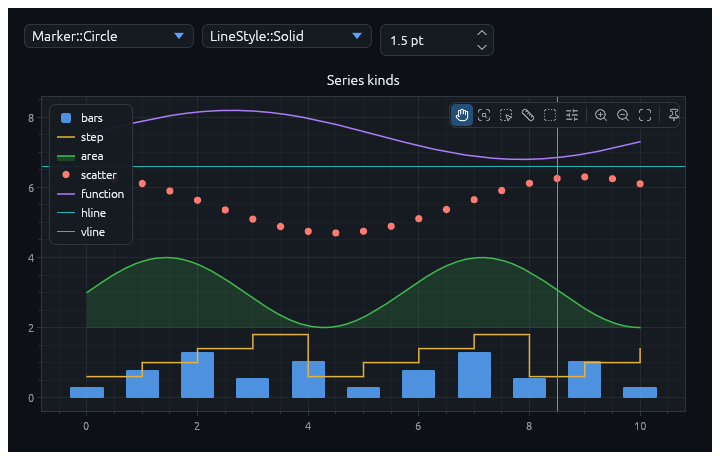 Marker::Circle LineStyle::Solid 1.5 pt
Series kinds
bars
step
area
scatter
function
hline
vline
8
6
4
2
0
0 2 4 6 8 10